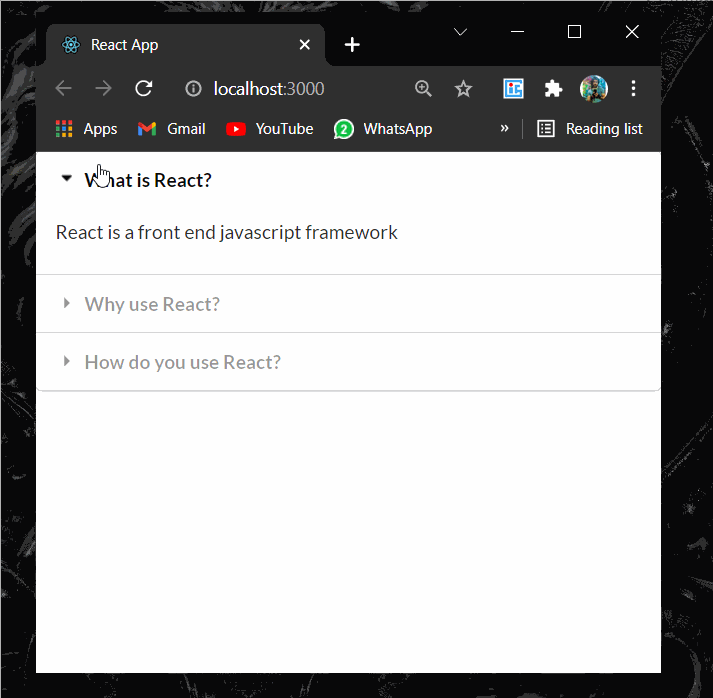 React App
localhost:3000
Apps Gmail YouTube 2 WhatsApp » Reading list
What is React?
React is a front end javascript framework
Why use React?
How do you use React?